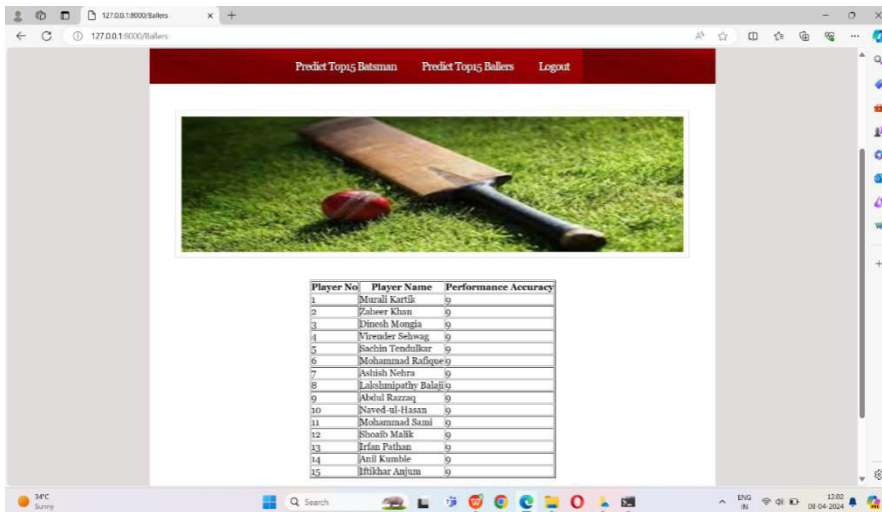 127.0.0.1:8000/Ballers
127.0.0.1:8000/Ballers
Predict Top15 Batsman Predict Top15 Ballers Logout
Player No Player Name Performance Accuracy
1 Murali Kartik 9
2 Zaheer Khan 9
3 Dinesh Mongia 9
4 Virender Sehwag 9
5 Sachin Tendulkar 9
6 Mohammad Rafique 9
7 Ashish Nehra 9
8 Lakshmipathy Balaji 9
9 Abdul Razzaq 9
10 Naved-ul-Hasan 9
11 Mohammad Sami 9
12 Shoaib Malik 9
13 Irfan Pathan 9
14 Anil Kumble 9
15 Iftikhar Anjum 9
34°C
Sunny
Search
ENG
IN
12:02
08-04-2024